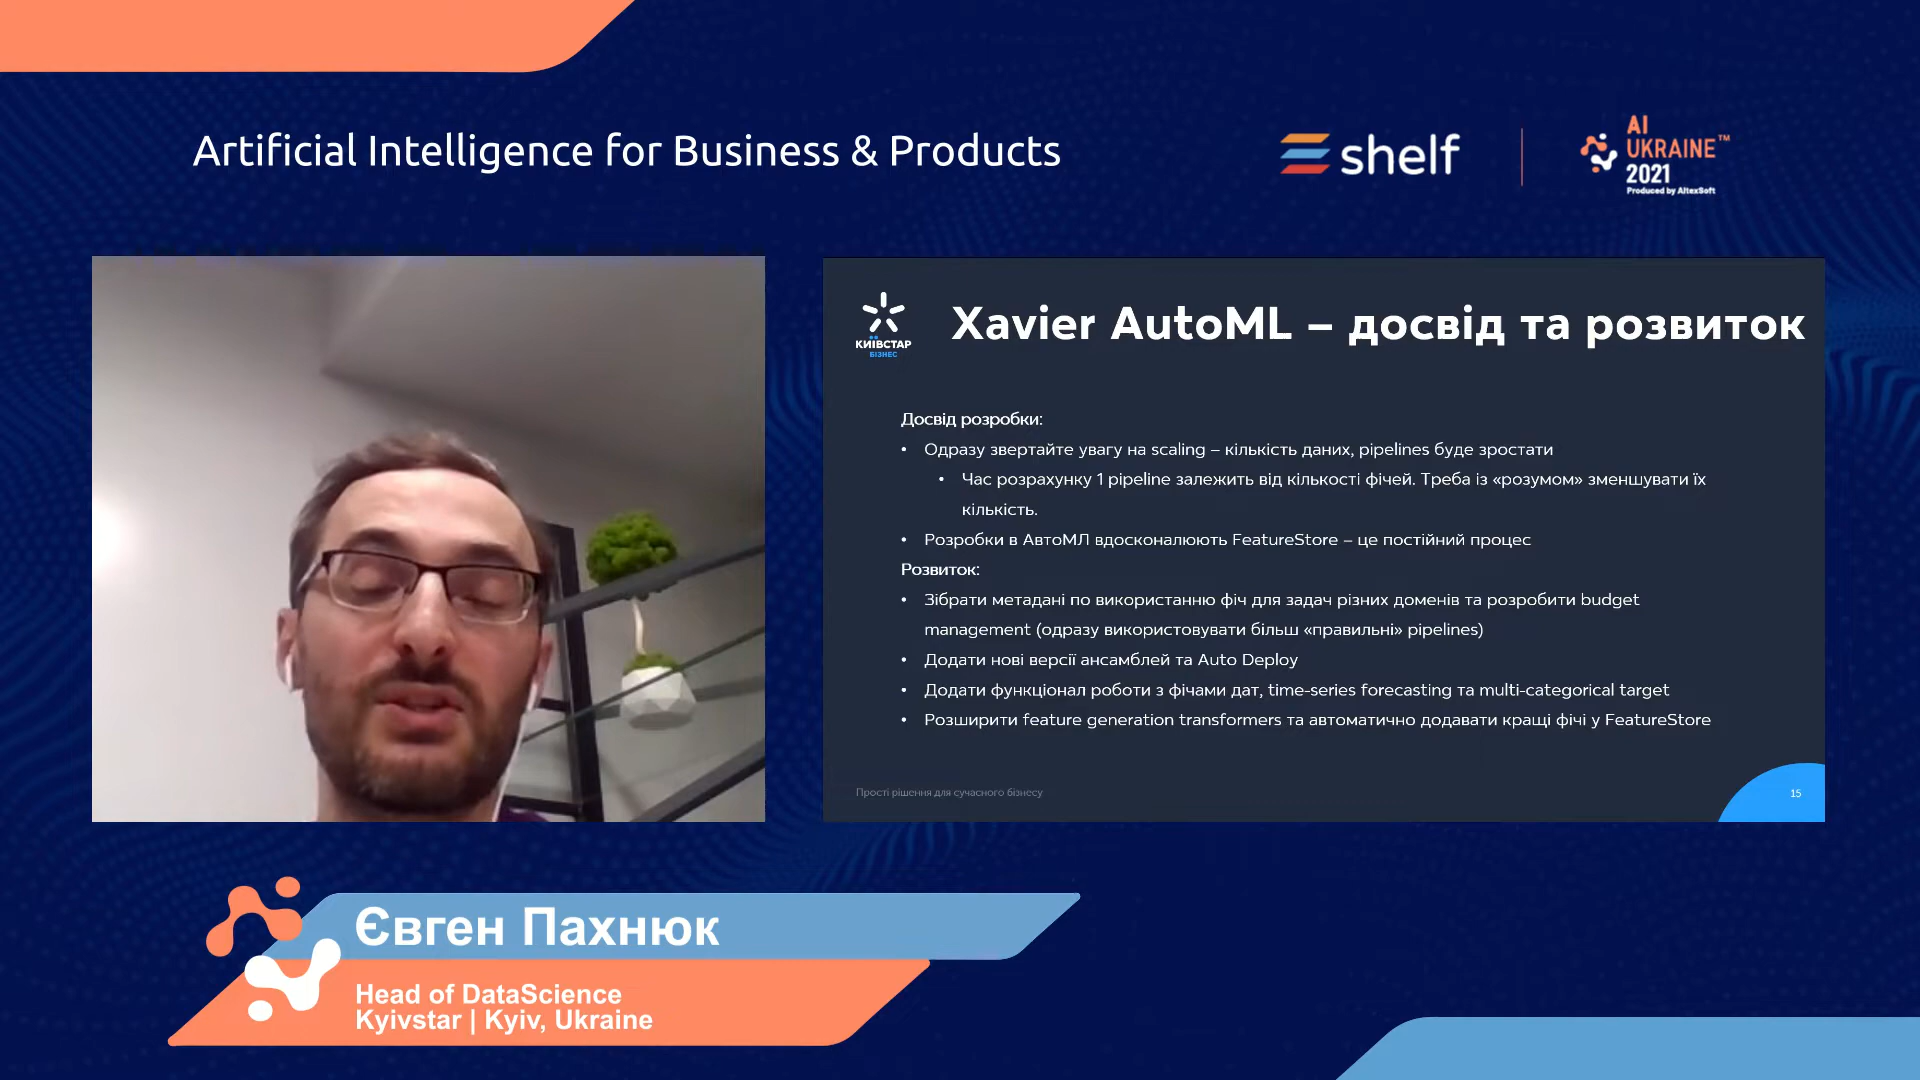 Artificial Intelligence for Business & Products
shelf
AI
UKRAINE™
2021
Produced by AltexSoft
КИЇВСТАР
БІЗНЕС
Xavier AutoML – досвід та розвиток
Досвід розробки:
• Одразу звертайте увагу на scaling – кількість даних, pipelines буде зростати
• Час розрахунку 1 pipeline залежить від кількості фічей. Треба із «розумом» зменшувати їх
кількість.
• Розробки в АвтоМЛ вдосконалюють FeatureStore – це постійний процес
Розвиток:
• Зібрати метадані по використанню фіч для задач різних доменів та розробити budget
management (одразу використовувати більш «правильні» pipelines)
• Додати нові версії ансамблей та Auto Deploy
• Додати функціонал роботи з фічами дат, time-series forecasting та multi-categorical target
• Розширити feature generation transformers та автоматично додавати кращі фічі у FeatureStore
Прості рішення для сучасного бізнесу
15
Євген Пахнюк
Head of DataScience
Kyivstar | Kyiv, Ukraine